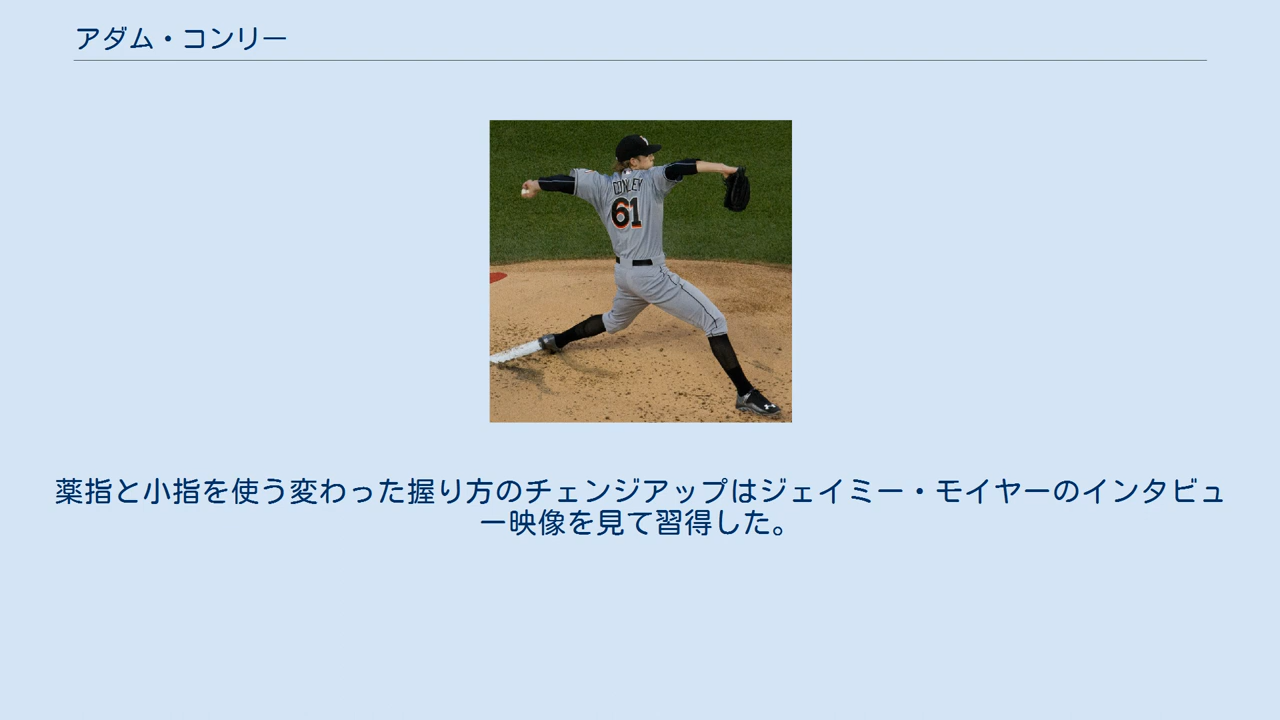 アダム・コンリー
CONLEY
61
薬指と小指を使う変わった握り方のチェンジアップはジェイミー・モイヤーのインタビュ
ー映像を見て習得した。